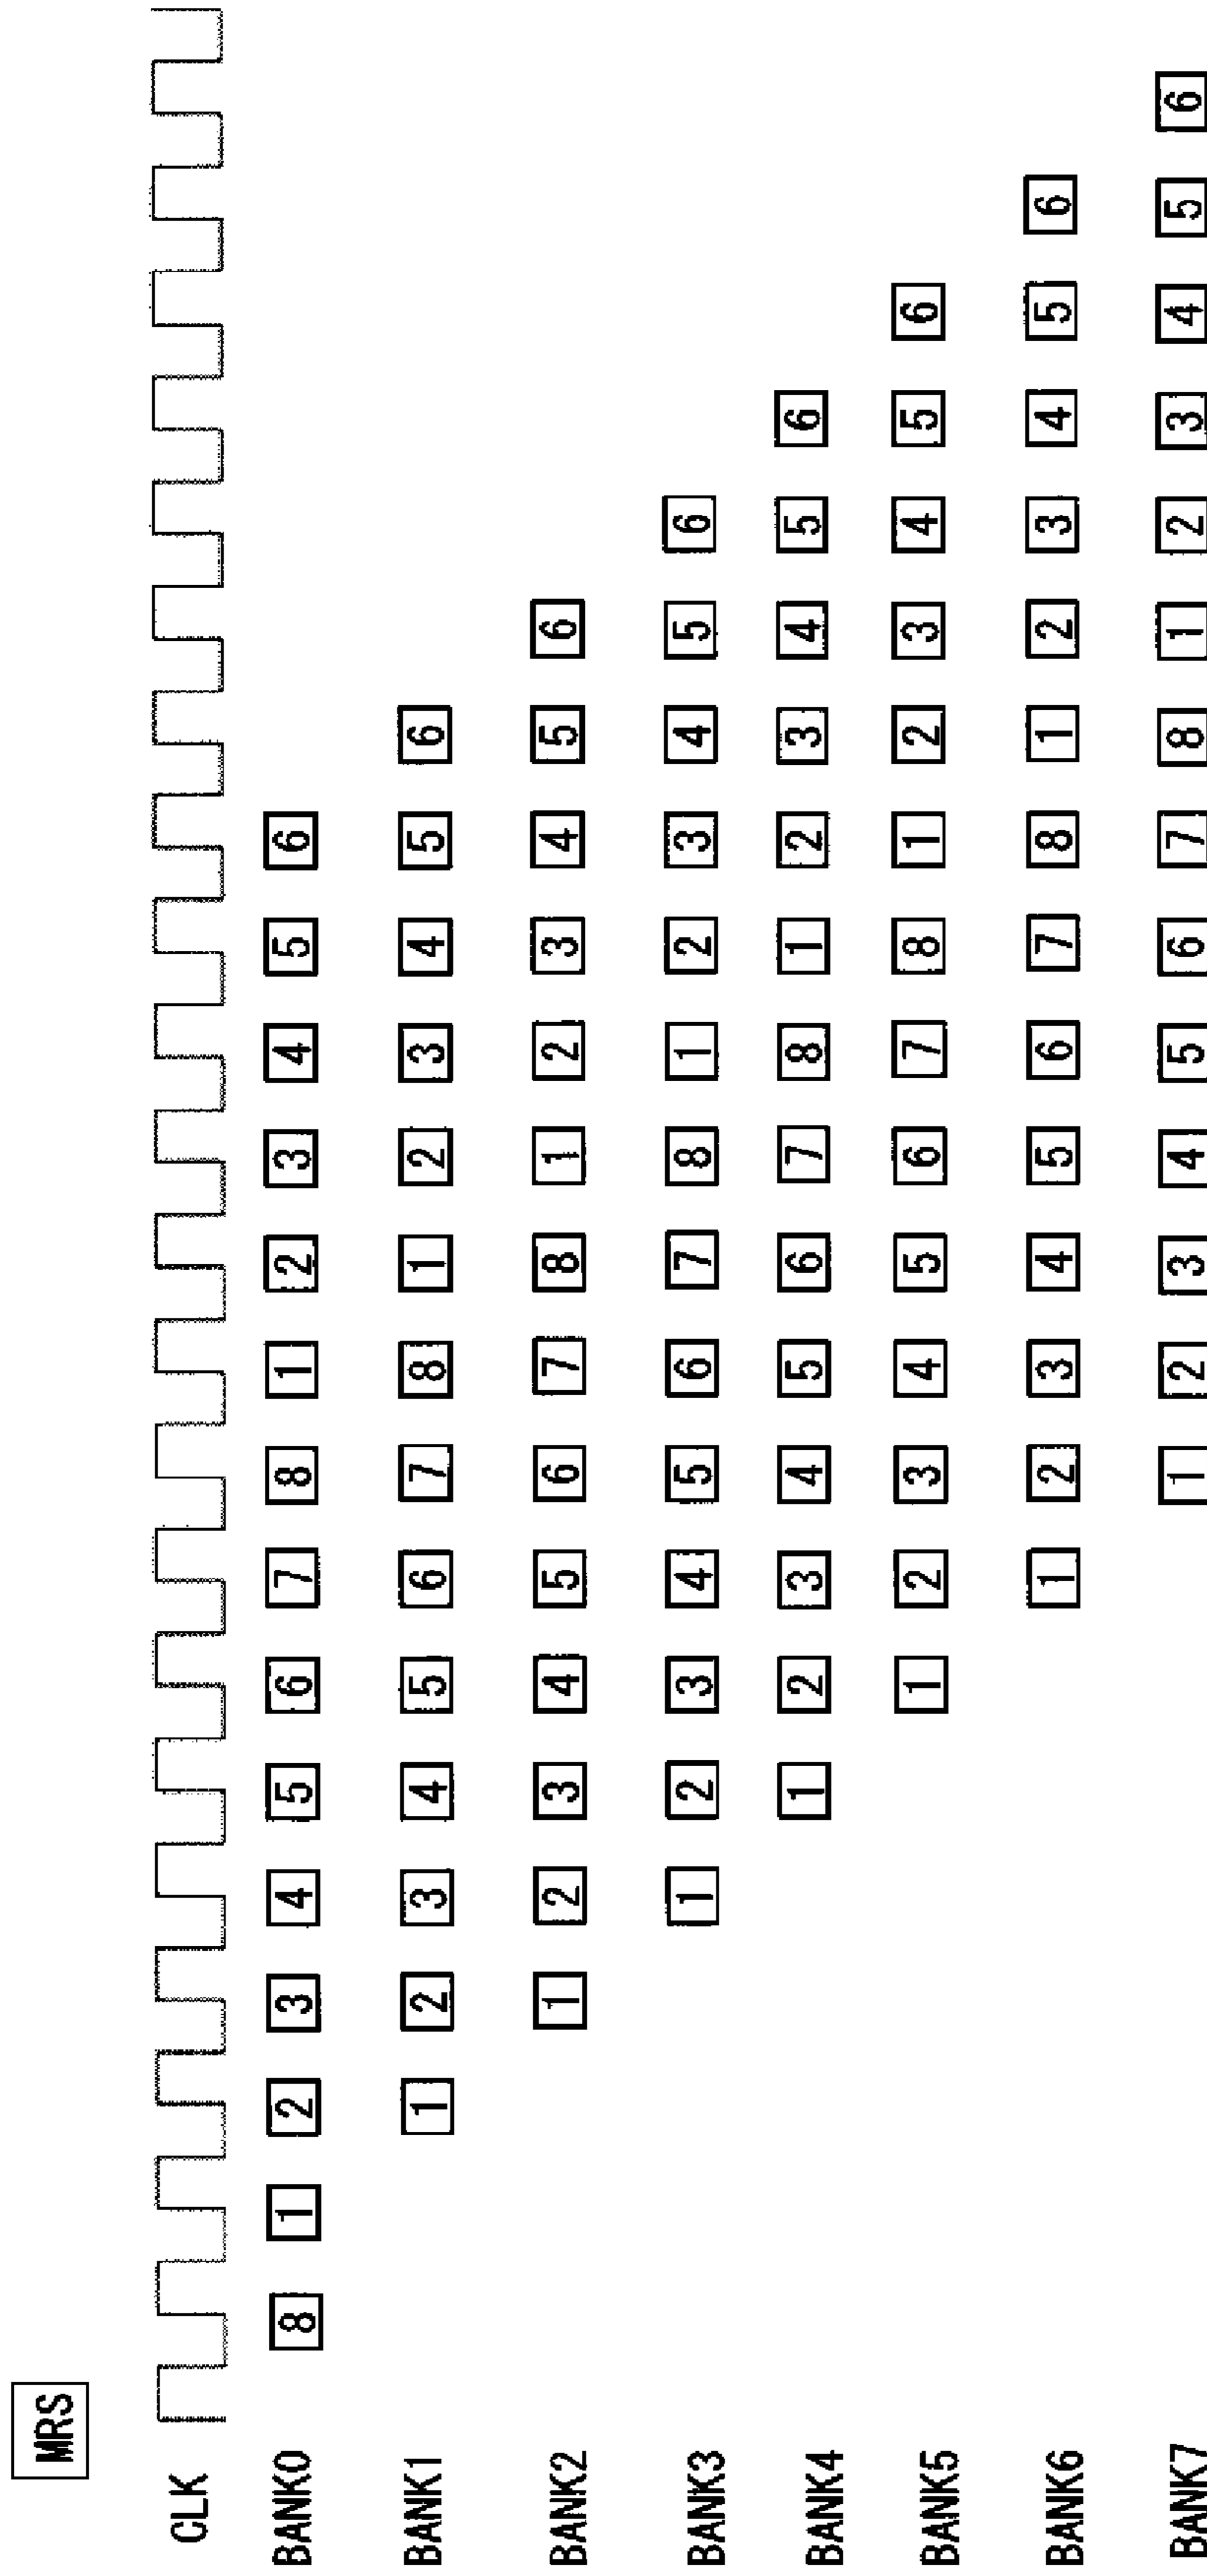 MRS
CLK
BANK0 8 1 2 3 4 5 6 7 8 1 2 3 4 5 6
BANK1 1 2 3 4 5 6 7 8 1 2 3 4 5 6
BANK2 1 2 3 4 5 6 7 8 1 2 3 4 5 6
BANK3 1 2 3 4 5 6 7 8 1 2 3 4 5 6
BANK4 1 2 3 4 5 6 7 8 1 2 3 4 5 6
BANK5 1 2 3 4 5 6 7 8 1 2 3 4 5 6
BANK6 1 2 3 4 5 6 7 8 1 2 3 4 5 6
BANK7 1 2 3 4 5 6 7 8 1 2 3 4 5 6